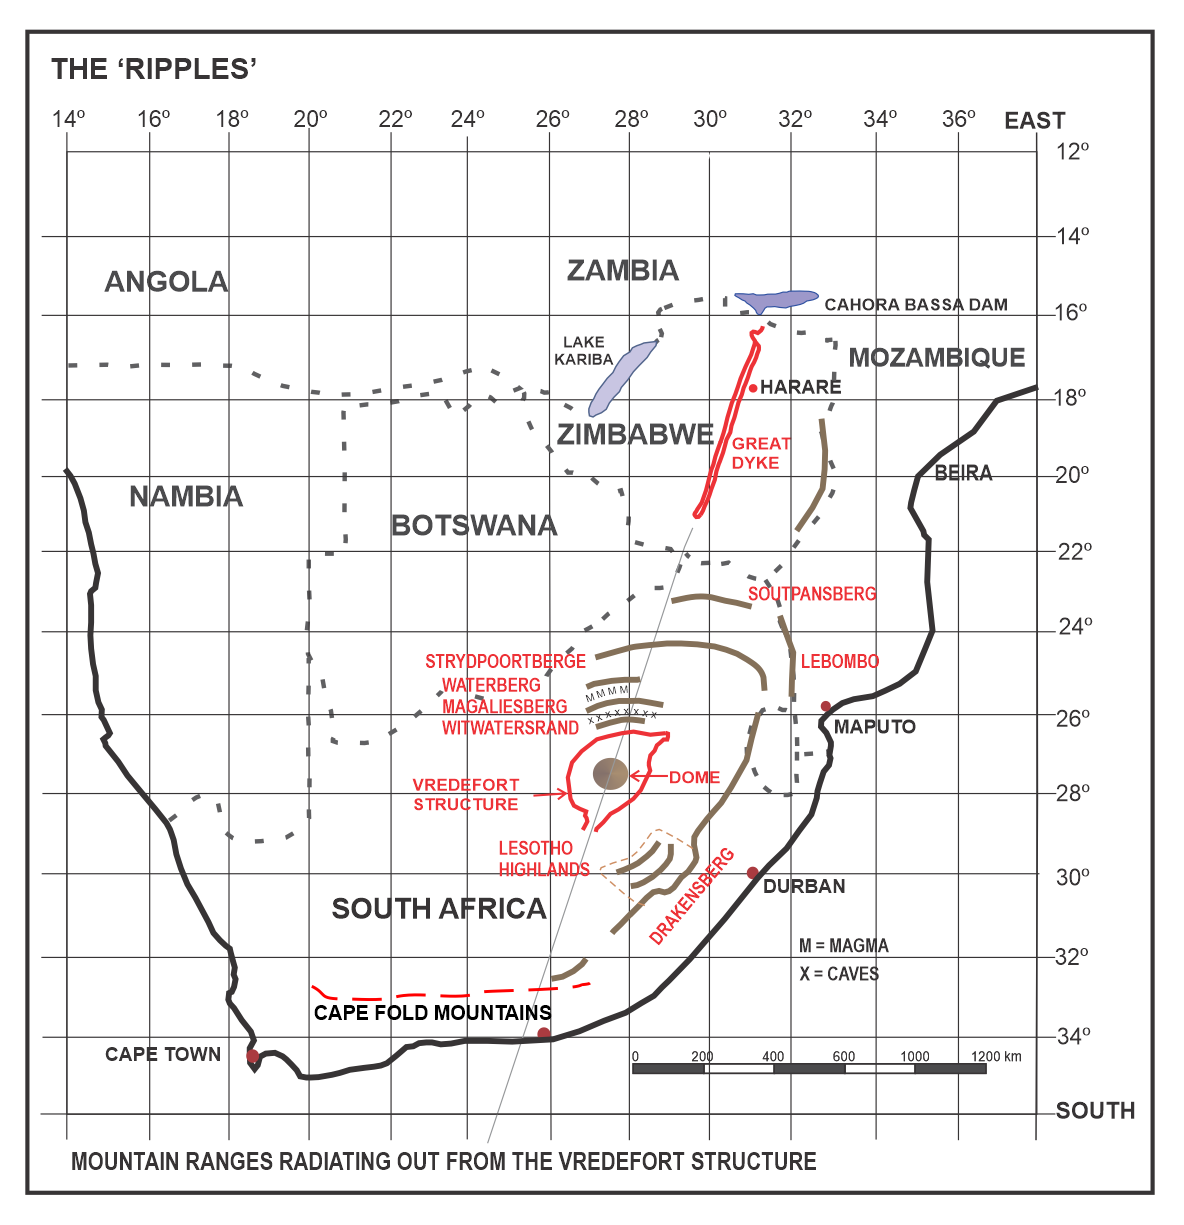 THE ‘RIPPLES’
14º 16º 18º 20º 22º 24º 26º 28º 30º 32º 34º 36º EAST
12º
14º
ZAMBIA
ANGOLA
CAHORA BASSA DAM
16º
LAKE
KARIBA
MOZAMBIQUE
HARARE
18º
ZIMBABWE
GREAT
DYKE
BEIRA
20º
NAMBIA
BOTSWANA
22º
SOUTPANSBERG
24º
STRYDPOORTBERGE
LEBOMBO
WATERBERG
M M M M
MAGALIESBERG
X X X X X X X X
26º
WITWATERSRAND
MAPUTO
DOME
VREDEFORT
STRUCTURE
28º
LESOTHO
HIGHLANDS
30º
DRAKENSBERG
DURBAN
SOUTH AFRICA
M = MAGMA
32º
X = CAVES
CAPE FOLD MOUNTAINS
34º
CAPE TOWN
0 200 400 600 1000 1200 km
SOUTH
MOUNTAIN RANGES RADIATING OUT FROM THE VREDEFORT STRUCTURE